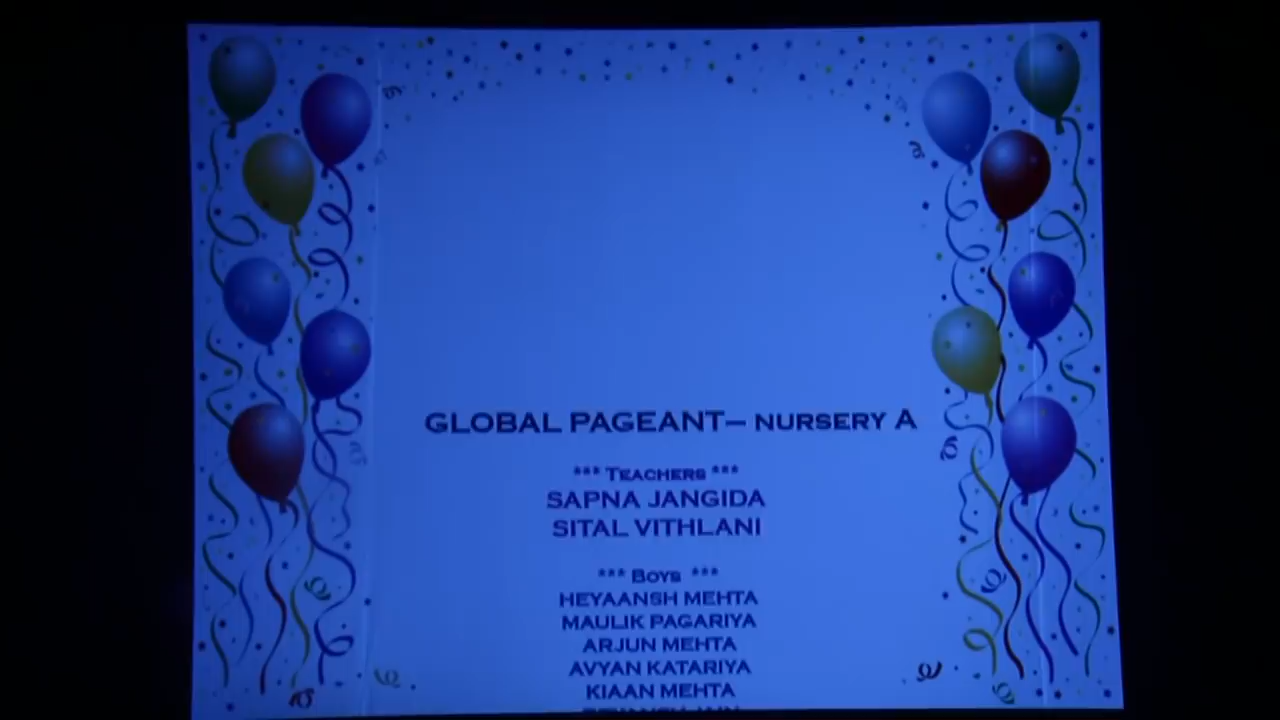 GLOBAL PAGEANT– NURSERY A
*** TEACHERS ***
SAPNA JANGIDA
SITAL VITHLANI
*** BOYS ***
HEYAANSH MEHTA
MAULIK PAGARIYA
ARJUN MEHTA
AVYAN KATARIYA
KIAAN MEHTA